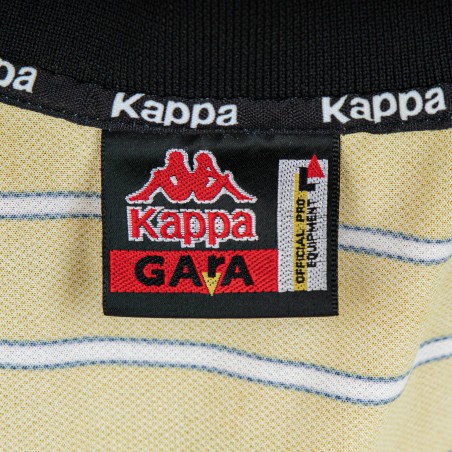 Kappa Kappa Kappa
Kappa
GArA
L
OFFICIAL PRO
EQUIPMENT